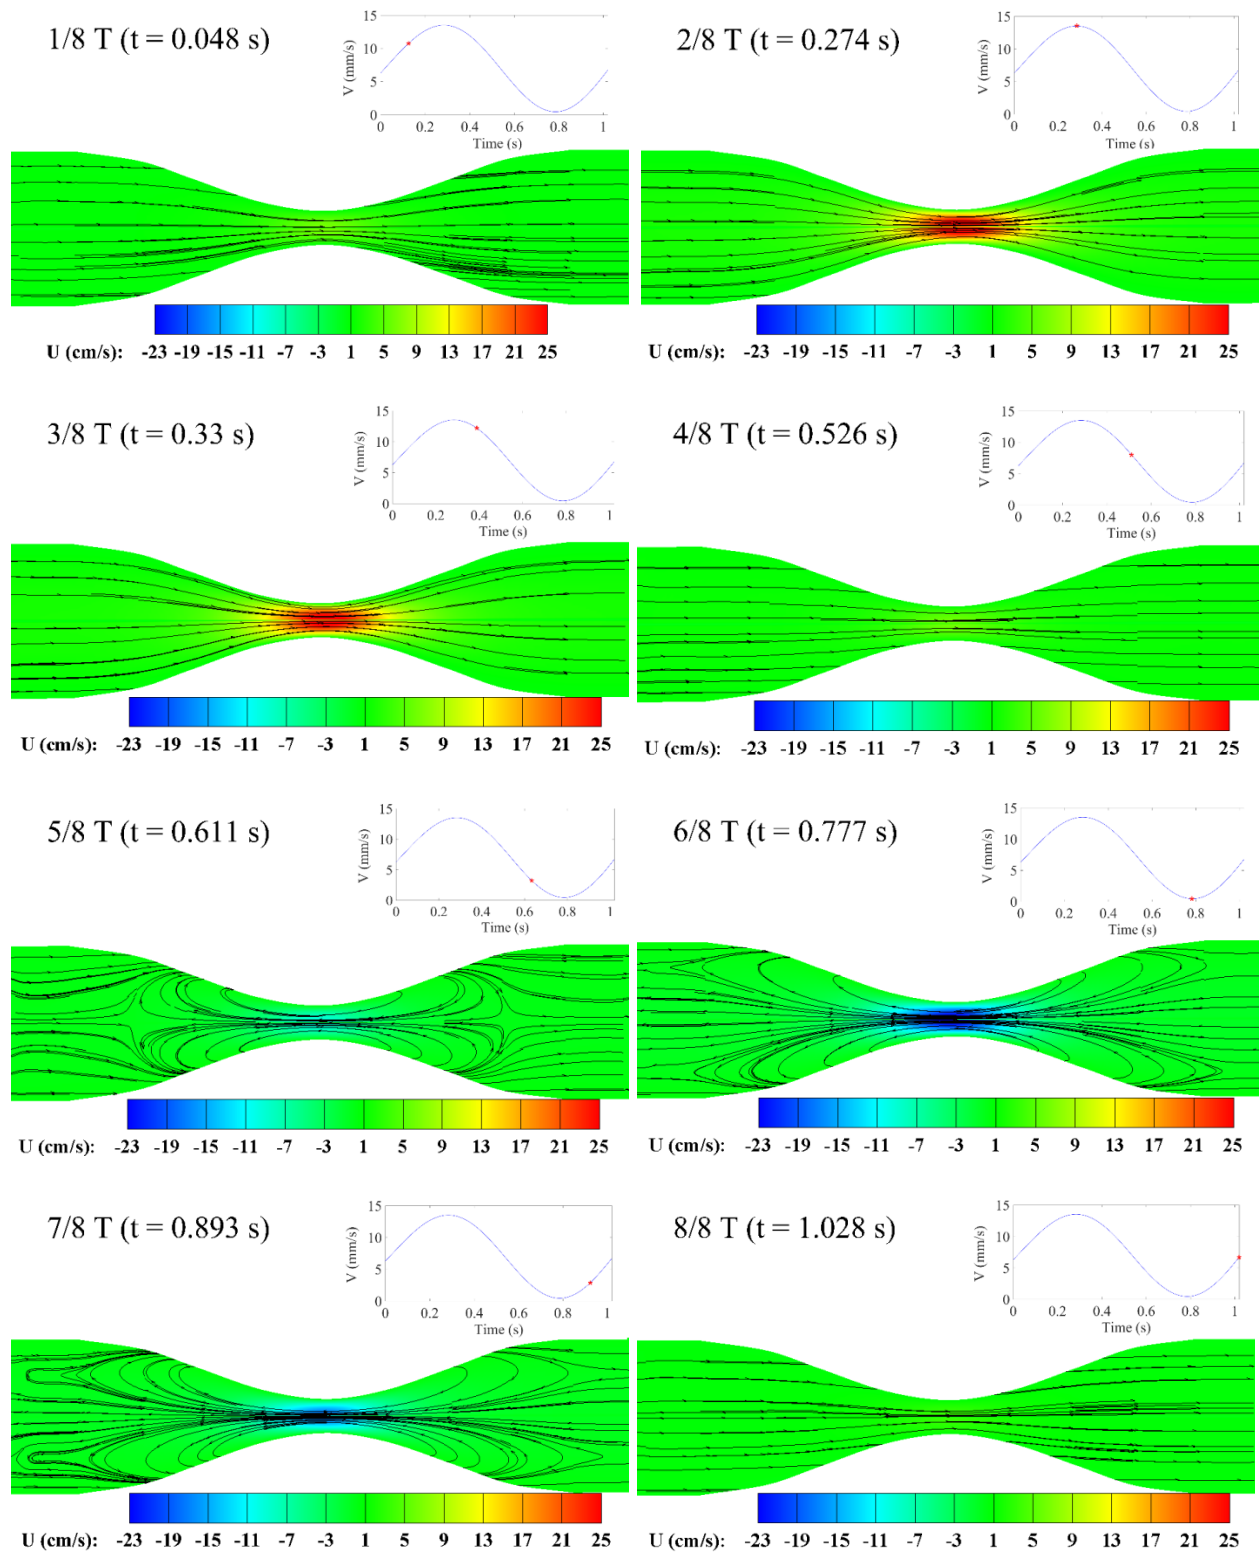 1/8 T (t = 0.048 s)
15
10
5
0
V (mm/s)
0 0.2 0.4 0.6 0.8 1
Time (s)
U (cm/s): -23 -19 -15 -11 -7 -3 1 5 9 13 17 21 25
2/8 T (t = 0.274 s)
15
10
5
0
V (mm/s)
0 0.2 0.4 0.6 0.8 1
Time (s)
U (cm/s): -23 -19 -15 -11 -7 -3 1 5 9 13 17 21 25
3/8 T (t = 0.33 s)
15
10
5
0
V (mm/s)
0 0.2 0.4 0.6 0.8 1
Time (s)
U (cm/s): -23 -19 -15 -11 -7 -3 1 5 9 13 17 21 25
4/8 T (t = 0.526 s)
15
10
5
0
V (mm/s)
0 0.2 0.4 0.6 0.8 1
Time (s)
U (cm/s): -23 -19 -15 -11 -7 -3 1 5 9 13 17 21 25
5/8 T (t = 0.611 s)
15
10
5
0
V (mm/s)
0 0.2 0.4 0.6 0.8 1
Time (s)
U (cm/s): -23 -19 -15 -11 -7 -3 1 5 9 13 17 21 25
6/8 T (t = 0.777 s)
15
10
5
0
V (mm/s)
0 0.2 0.4 0.6 0.8 1
Time (s)
U (cm/s): -23 -19 -15 -11 -7 -3 1 5 9 13 17 21 25
7/8 T (t = 0.893 s)
15
10
5
0
V (mm/s)
0 0.2 0.4 0.6 0.8 1
Time (s)
U (cm/s): -23 -19 -15 -11 -7 -3 1 5 9 13 17 21 25
8/8 T (t = 1.028 s)
15
10
5
0
V (mm/s)
0 0.2 0.4 0.6 0.8 1
Time (s)
U (cm/s): -23 -19 -15 -11 -7 -3 1 5 9 13 17 21 25